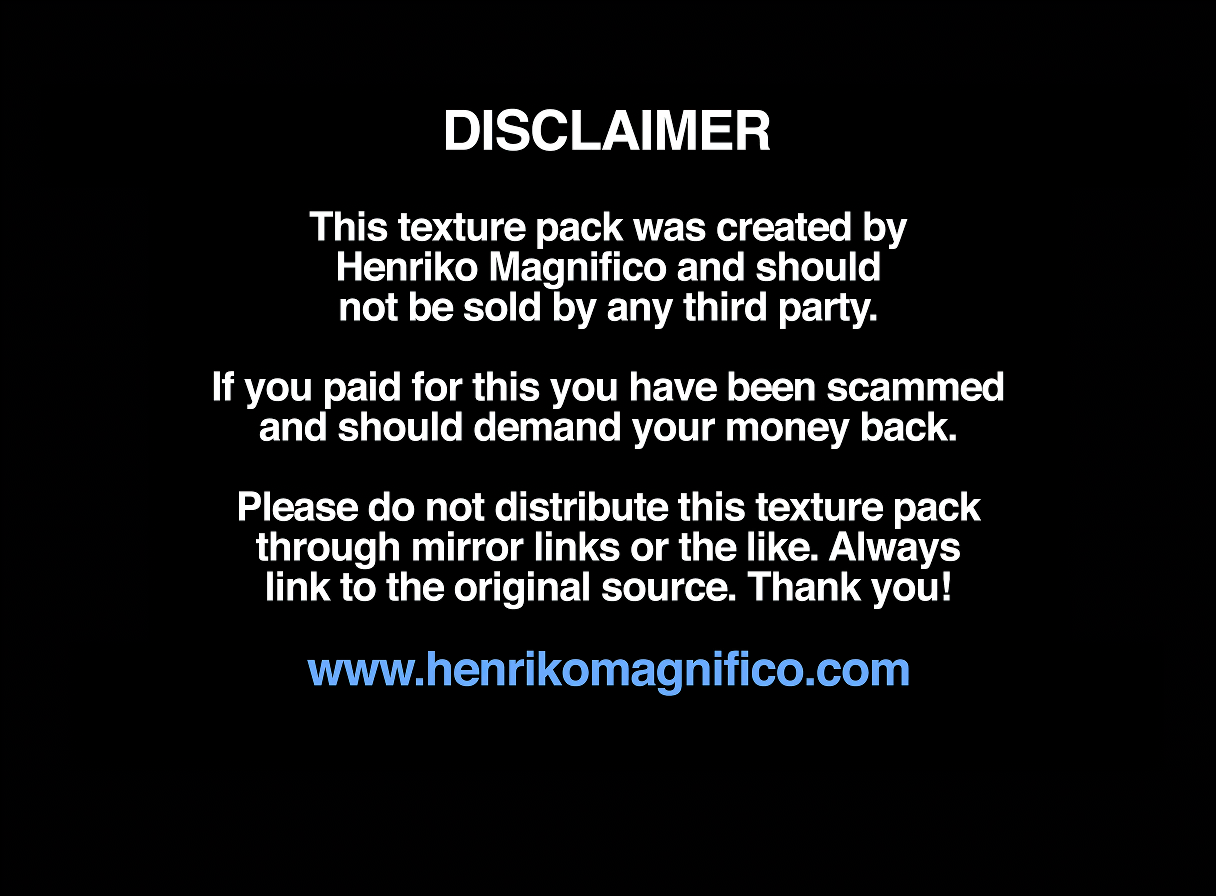 DISCLAIMER
This texture pack was created by
Henriko Magnifico and should
not be sold by any third party.
If you paid for this you have been scammed
and should demand your money back.
Please do not distribute this texture pack
through mirror links or the like. Always
link to the original source. Thank you!
www.henrikomagnifico.com